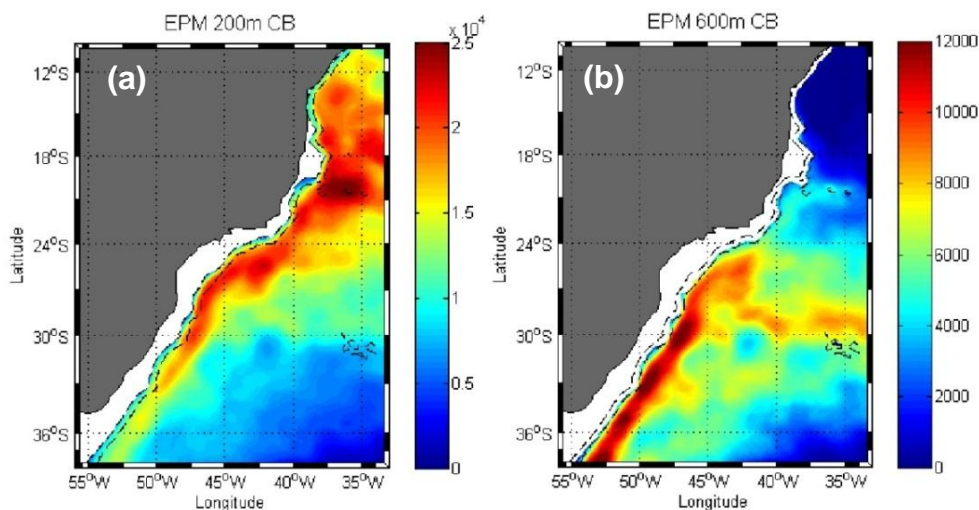 EPM 200m CB
(a)
12°S
18°S
24°S
30°S
36°S
Latitude
55°W 50°W 45°W 40°W 35°W
Longitude
x 10⁴
2.5
2
1.5
1
0.5
0
EPM 600m CB
(b)
12°S
18°S
24°S
30°S
36°S
Latitude
55°W 50°W 45°W 40°W 35°W
Longitude
12000
10000
8000
6000
4000
2000
0